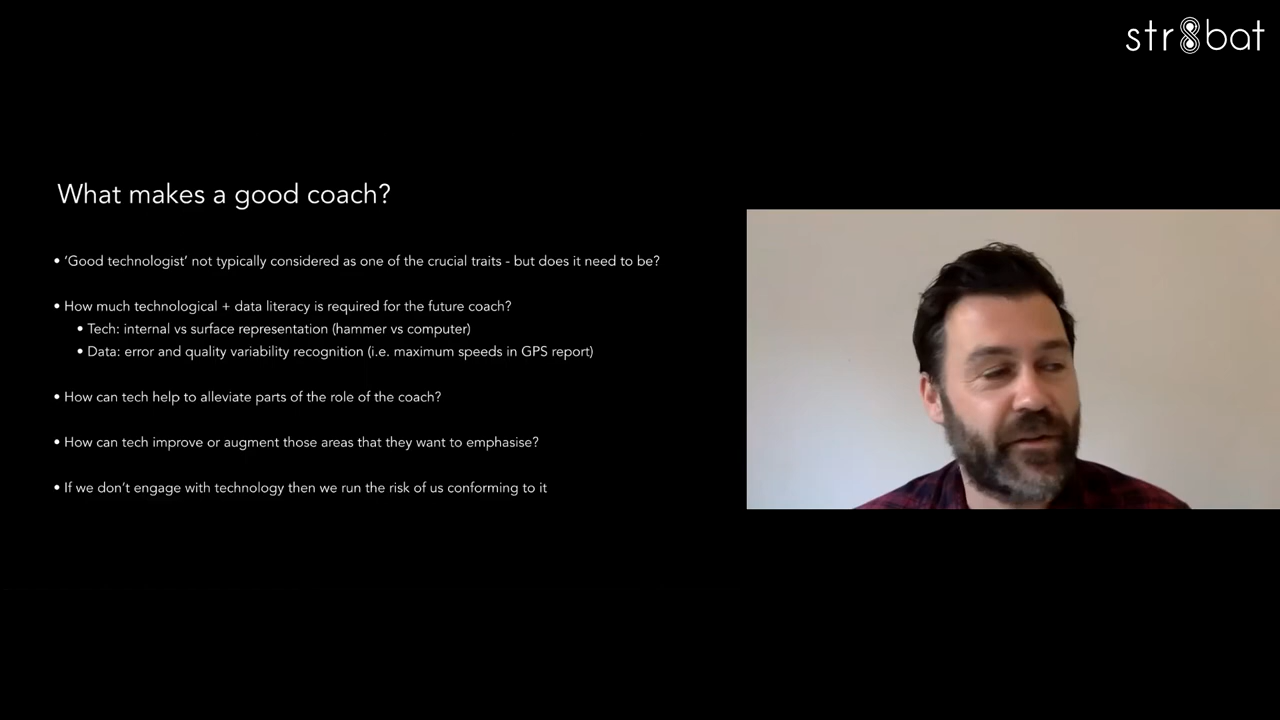 str8bat
What makes a good coach?
• ‘Good technologist’ not typically considered as one of the crucial traits - but does it need to be?
• How much technological + data literacy is required for the future coach?
• Tech: internal vs surface representation (hammer vs computer)
• Data: error and quality variability recognition (i.e. maximum speeds in GPS report)
• How can tech help to alleviate parts of the role of the coach?
• How can tech improve or augment those areas that they want to emphasise?
• If we don’t engage with technology then we run the risk of us conforming to it